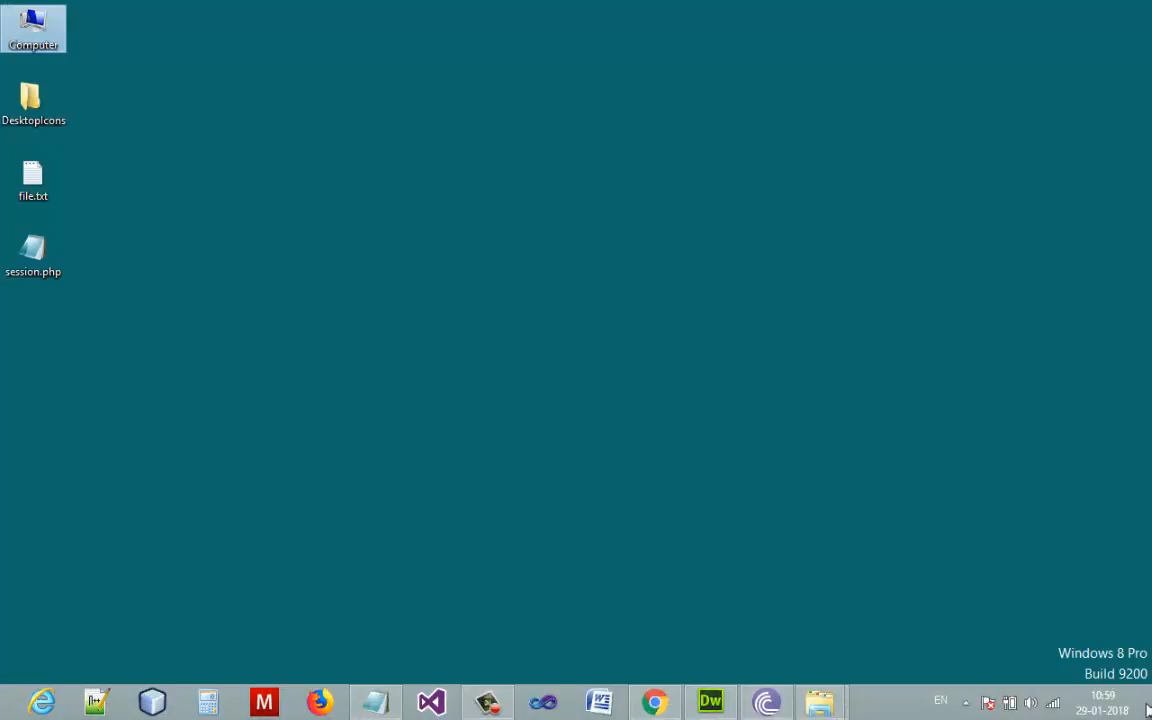 Computer
DesktopIcons
file.txt
session.php
Windows 8 Pro
Build 9200
M
W
Dw
EN
10:59
29-01-2018